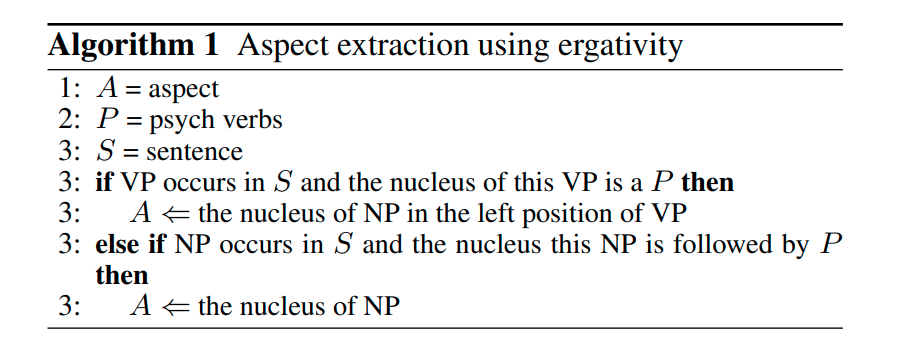 Algorithm 1 Aspect extraction using ergativity
1: A = aspect
2: P = psych verbs
3: S = sentence
3: if VP occurs in S and the nucleus of this VP is a P then
3: A ⇐ the nucleus of NP in the left position of VP
3: else if NP occurs in S and the nucleus this NP is followed by P
then
3: A ⇐ the nucleus of NP